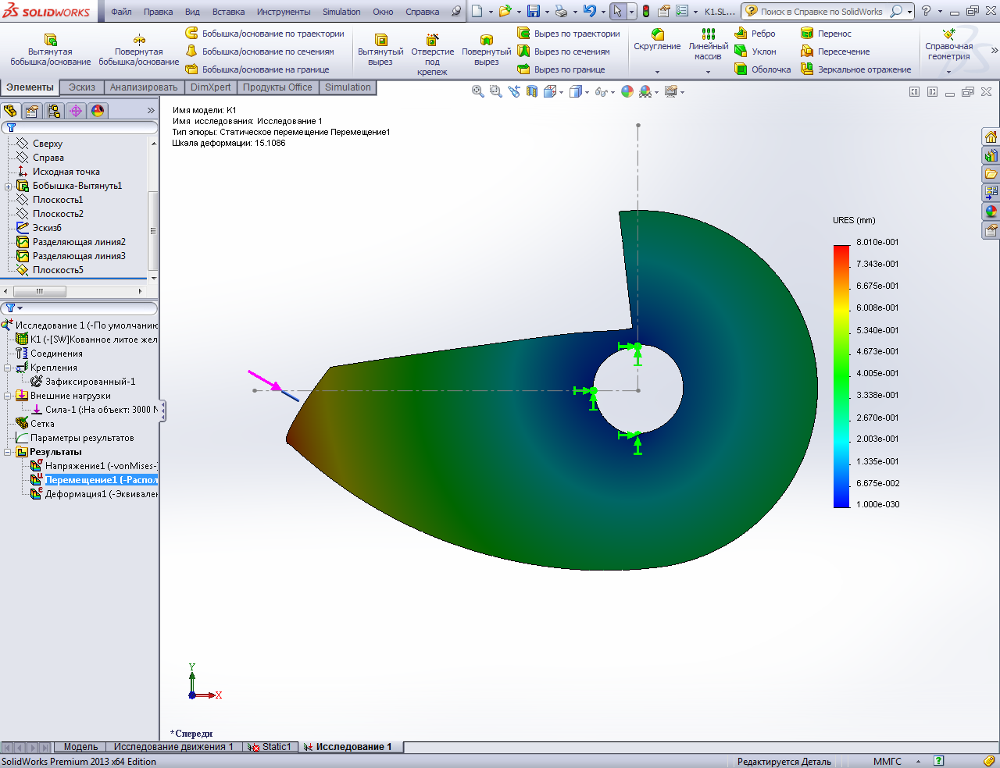 SOLIDWORKS
Файл Правка Вид Вставка Инструменты Simulation Окно Справка
K1.SL...
Поиск в Справке по SolidWorks
Вытянутая бобышка/основание
Повернутая бобышка/основание
Бобышка/основание по траектории
Бобышка/основание по сечениям
Бобышка/основание на границе
Вытянутый вырез
Отверстие под крепеж
Повернутый вырез
Вырез по траектории
Вырез по сечениям
Вырез по границе
Скругление
Линейный массив
Ребро
Уклон
Оболочка
Перенос
Пересечение
Зеркальное отражение
Справочная геометрия
Элементы Эскиз Анализировать DimXpert Продукты Office Simulation
Сверху
Справа
Исходная точка
Бобышка-Вытянуть1
Плоскость1
Плоскость2
Эскиз6
Разделяющая линия2
Разделяющая линия3
Плоскость5
Исследование 1 (-По умолчанию
K1 (-[SW]Кованное литое жел
Соединения
Крепления
Зафиксированный-1
Внешние нагрузки
Сила-1 (:На объект: 3000 N
Сетка
Параметры результатов
Результаты
Напряжение1 (-vonMises-
Перемещение1 (-Распол
Деформация1 (-Эквивален
Имя модели: K1
Имя исследования: Исследование 1
Тип эпюры: Статическое перемещение Перемещение1
Шкала деформации: 15.1086
URES (mm)
8.010e-001
7.343e-001
6.675e-001
6.008e-001
5.340e-001
4.673e-001
4.005e-001
3.338e-001
2.670e-001
2.003e-001
1.335e-001
6.675e-002
1.000e-030
Y
X
*Спереди
Модель Исследование движения 1 Static1 Исследование 1
SolidWorks Premium 2013 x64 Edition
Редактируется Деталь
ММГС